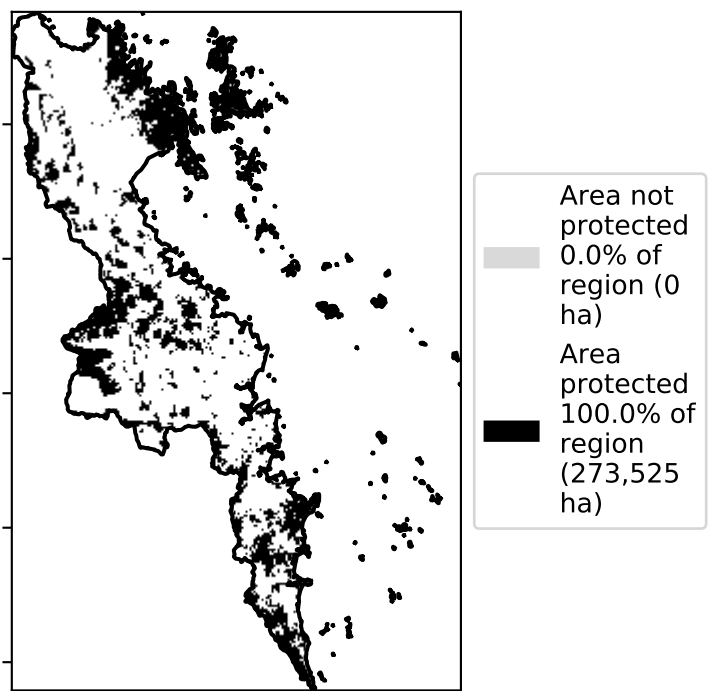 Area not
protected
0.0% of
region (0
ha)
Area
protected
100.0% of
region
(273,525
ha)